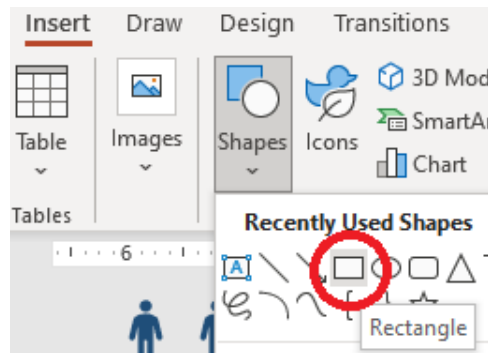 Insert Draw Design Transitions
3D Mod
SmartAr
Table Images Shapes Icons
Chart
Tables
Recently Used Shapes
6
A
Rectangle